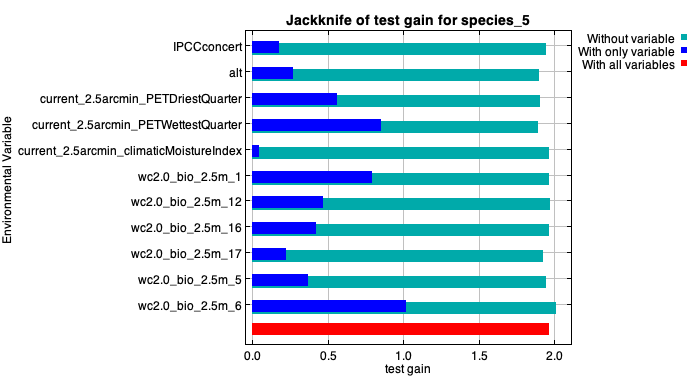 Jackknife of test gain for species_5
Without variable
With only variable
With all variables
Environmental Variable
IPCCconcert
alt
current_2.5arcmin_PETDriestQuarter
current_2.5arcmin_PETWettestQuarter
current_2.5arcmin_climaticMoistureIndex
wc2.0_bio_2.5m_1
wc2.0_bio_2.5m_12
wc2.0_bio_2.5m_16
wc2.0_bio_2.5m_17
wc2.0_bio_2.5m_5
wc2.0_bio_2.5m_6
0.0 0.5 1.0 1.5 2.0
test gain